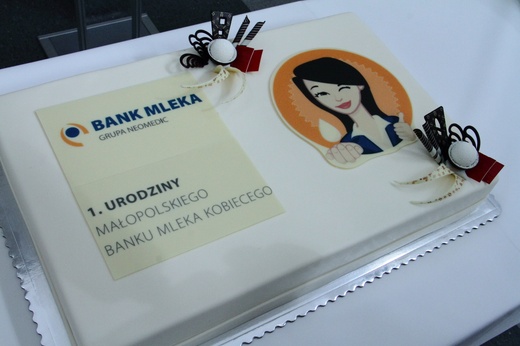 BANK MLEKA
GRUPA NEOMEDIC
1. URODZINY
MAŁOPOLSKIEGO
BANKU MLEKA KOBIECEGO